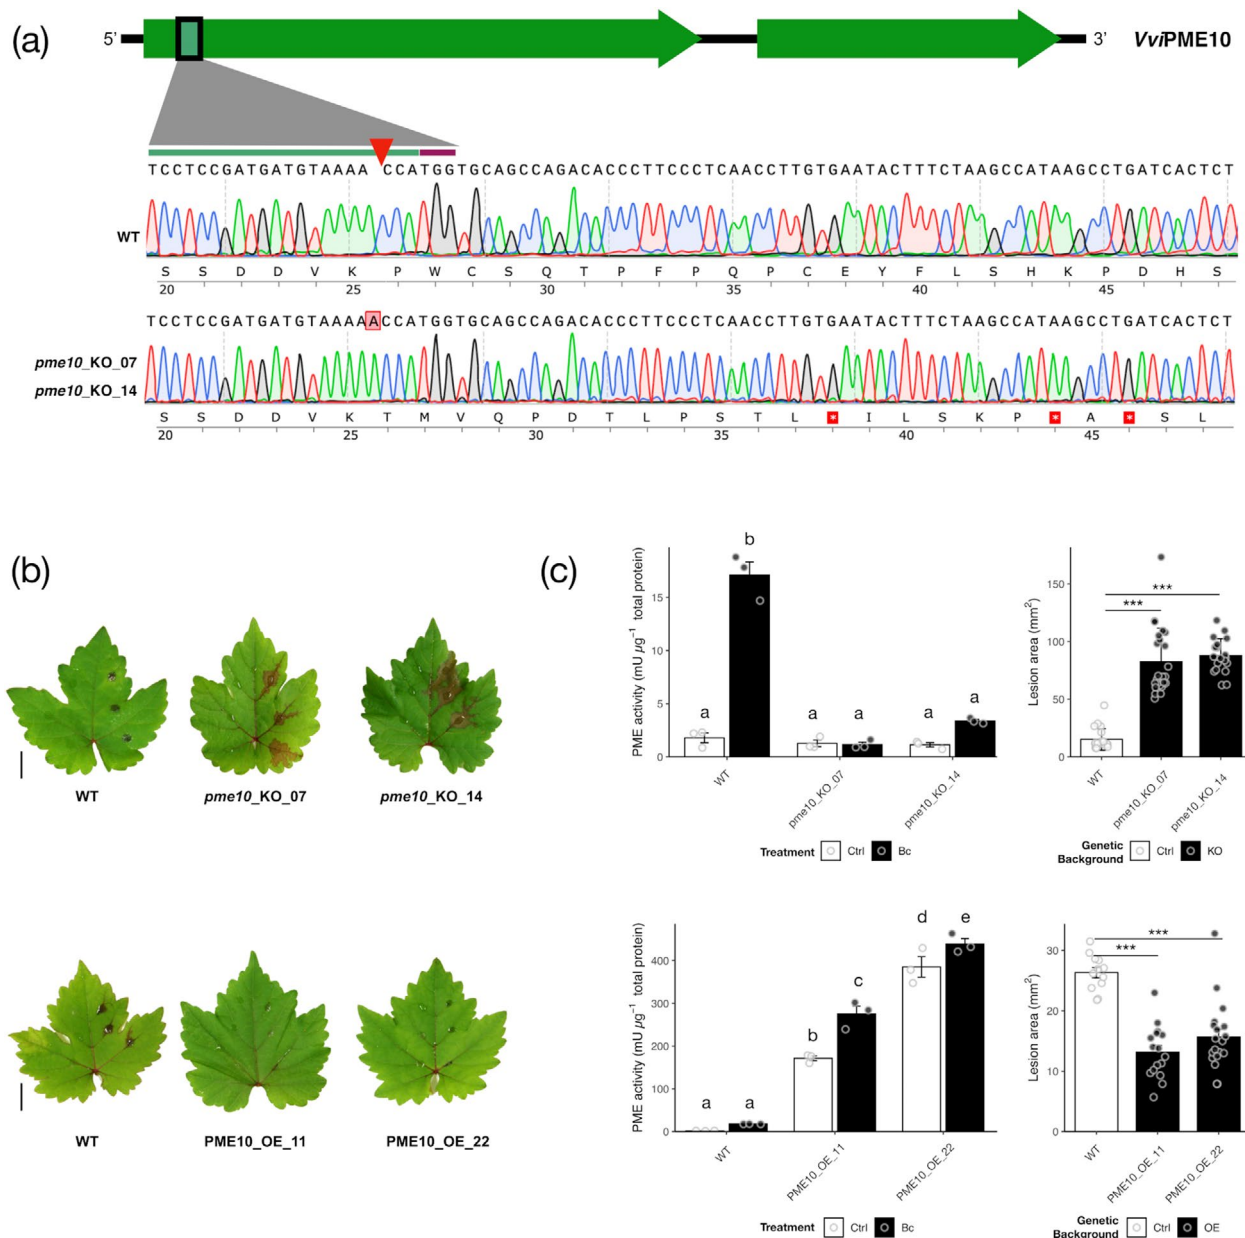 (a)
5’ 3’ VviPME10
TCCTCCGATGATGTAAAA CCATGGTGCAGCCAGACACCCTTCCCTCAACCTTGTGAATACTTTCTAAGCCATAAGCCTGATCACTCT
WT
S S D D V K P W C S Q T P F P Q P C E Y F L S H K P D H S
20 25 30 35 40 45
TCCTCCGATGATGTAAAAACCATGGTGCAGCCAGACACCCTTCCCTCAACCTTGTGAATACTTTCTAAGCCATAAGCCTGATCACTCT
pme10_KO_07
pme10_KO_14
S S D D V K T M V Q P D T L P S T L * I L S K P * A * S L
20 25 30 35 40 45
(b)
WT pme10_KO_07 pme10_KO_14
WT PME10_OE_11 PME10_OE_22
(c)
PME activity (mU µg⁻¹ total protein)
15
10
5
0
a b a a a a
WT pme10_KO_07 pme10_KO_14
Treatment Ctrl Bc
Lesion area (mm²)
150
100
50
0
***
***
WT pme10_KO_07 pme10_KO_14
Genetic
Background Ctrl KO
PME activity (mU µg⁻¹ total protein)
400
300
200
100
0
a a b c d e
WT PME10_OE_11 PME10_OE_22
Treatment Ctrl Bc
Lesion area (mm²)
30
20
10
0
***
***
WT PME10_OE_11 PME10_OE_22
Genetic
Background Ctrl OE